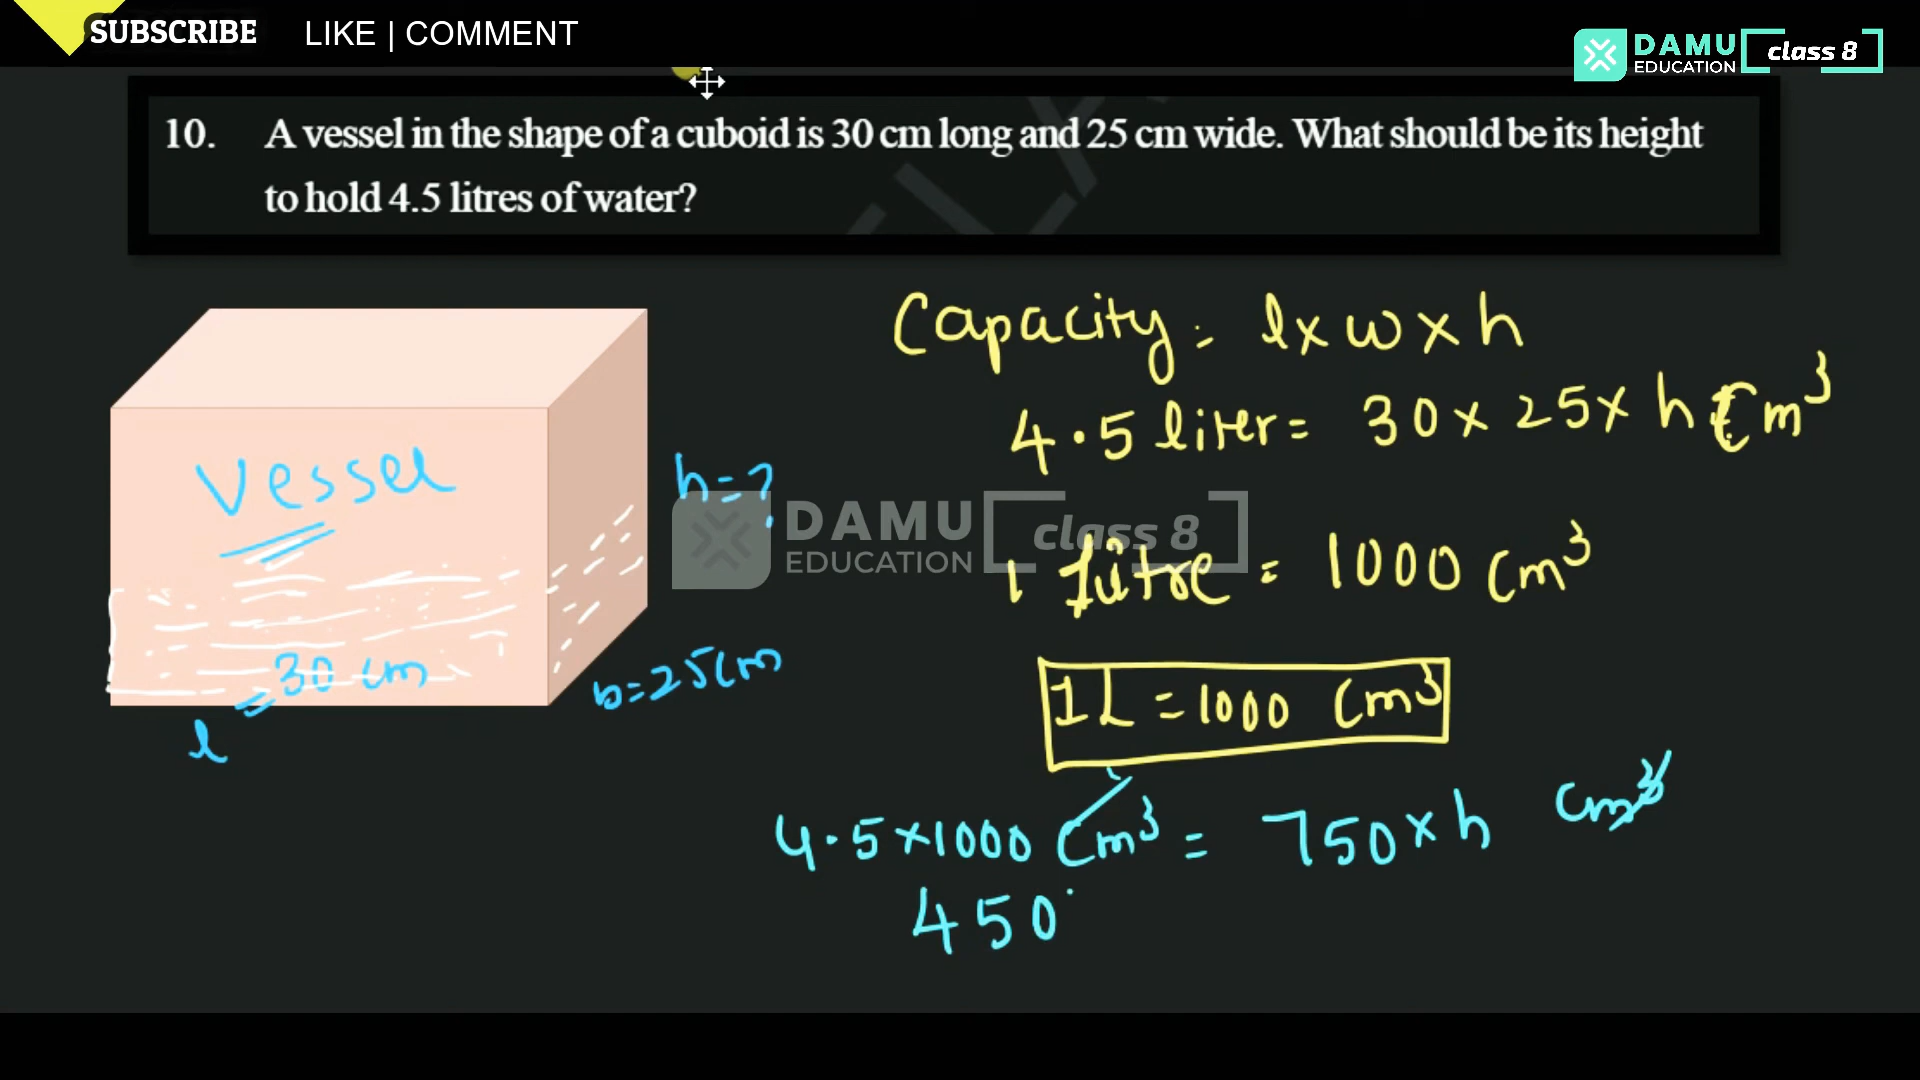 SUBSCRIBE LIKE | COMMENT
DAMU EDUCATION class 8
10. A vessel in the shape of a cuboid is 30 cm long and 25 cm wide. What should be its height
to hold 4.5 litres of water?
Capacity = l x w x h
4.5 liter = 30 x 25 x h cm³
Vessel
h = ?
DAMU EDUCATION class 8
1 litre = 1000 cm³
l = 30 cm
b = 25 cm
1L = 1000 cm³
4.5 x 1000 cm³ = 750 x h cm³
450